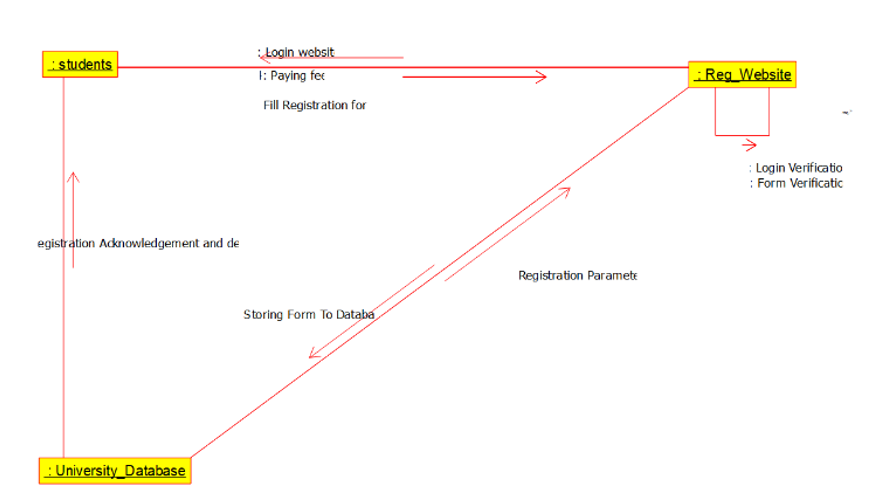 : Login websit
: students
: Reg_Website
l: Paying fee
Fill Registration for
: Login Verificatio
: Form Verificatic
egistration Adknowledgement and de
Registration Paramete
Storing Form To Databa
: University_Database